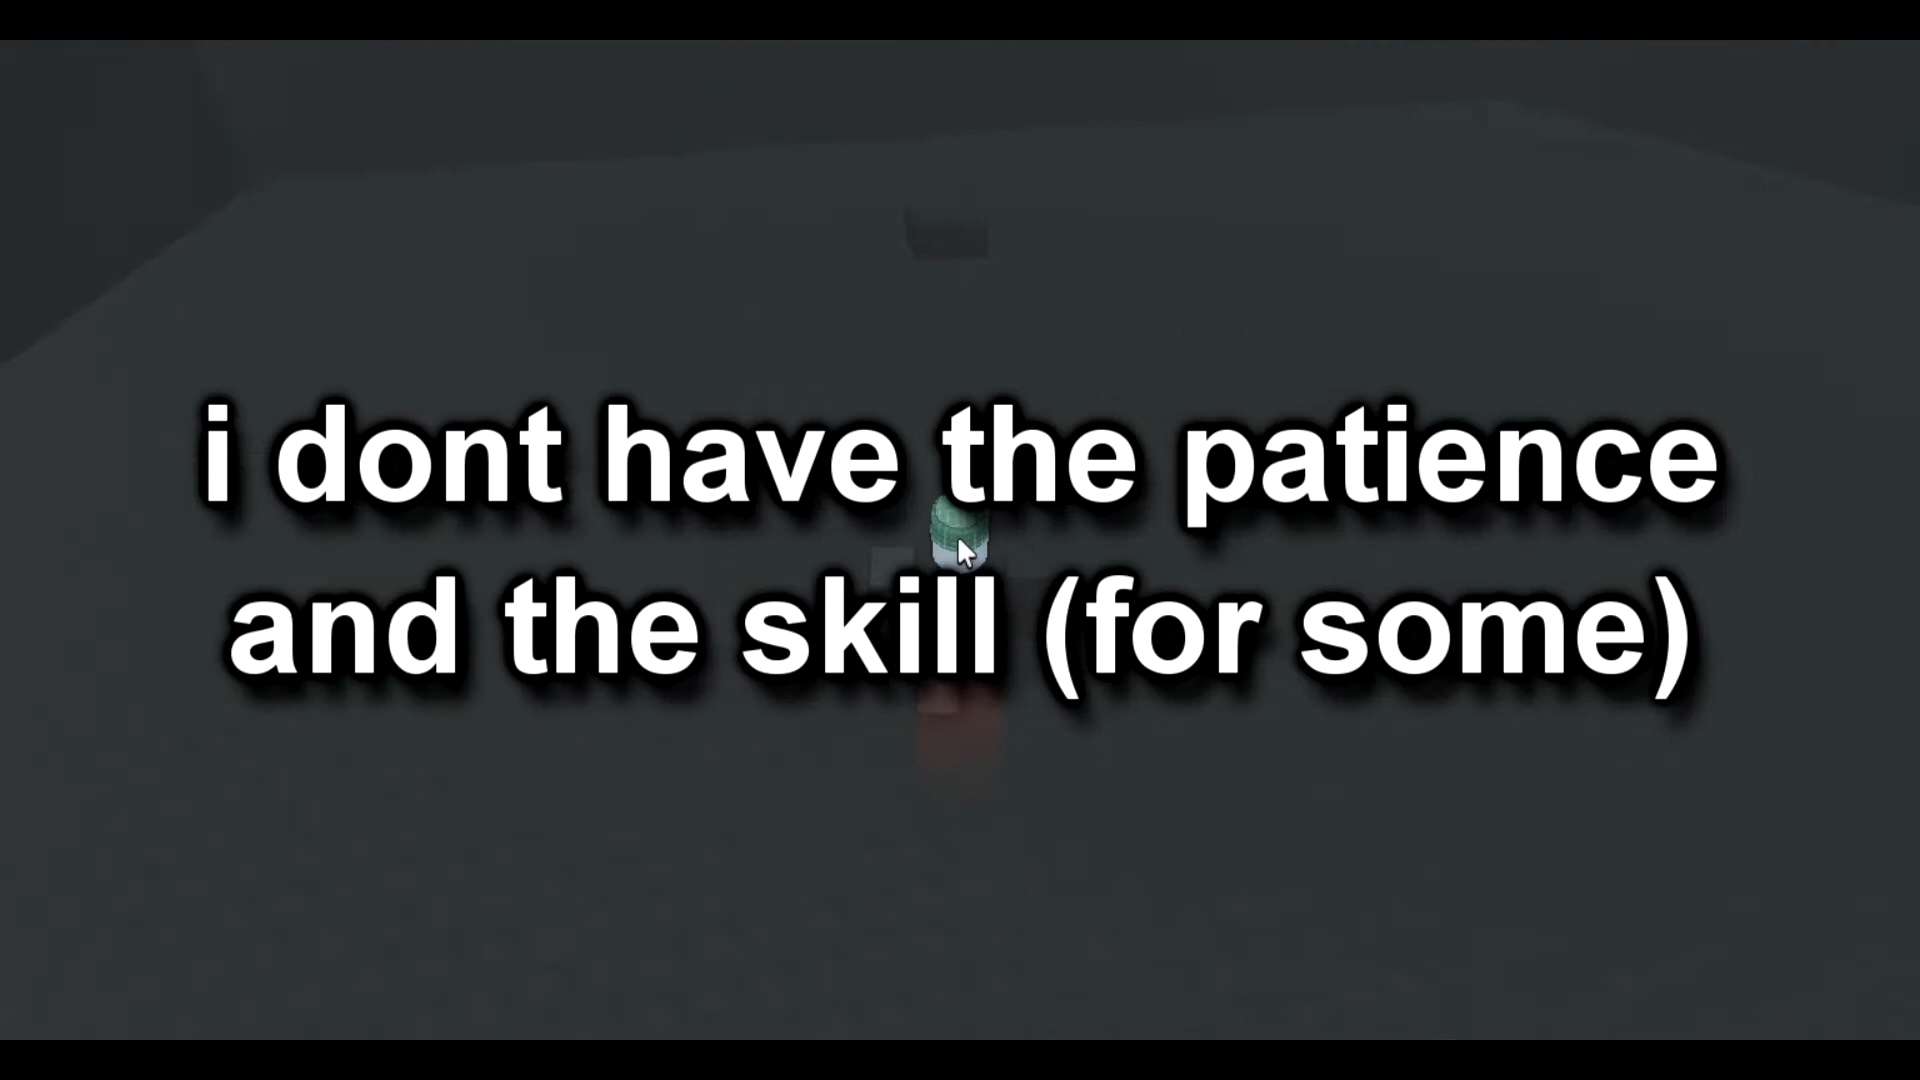 i dont have the patience
and the skill (for some)